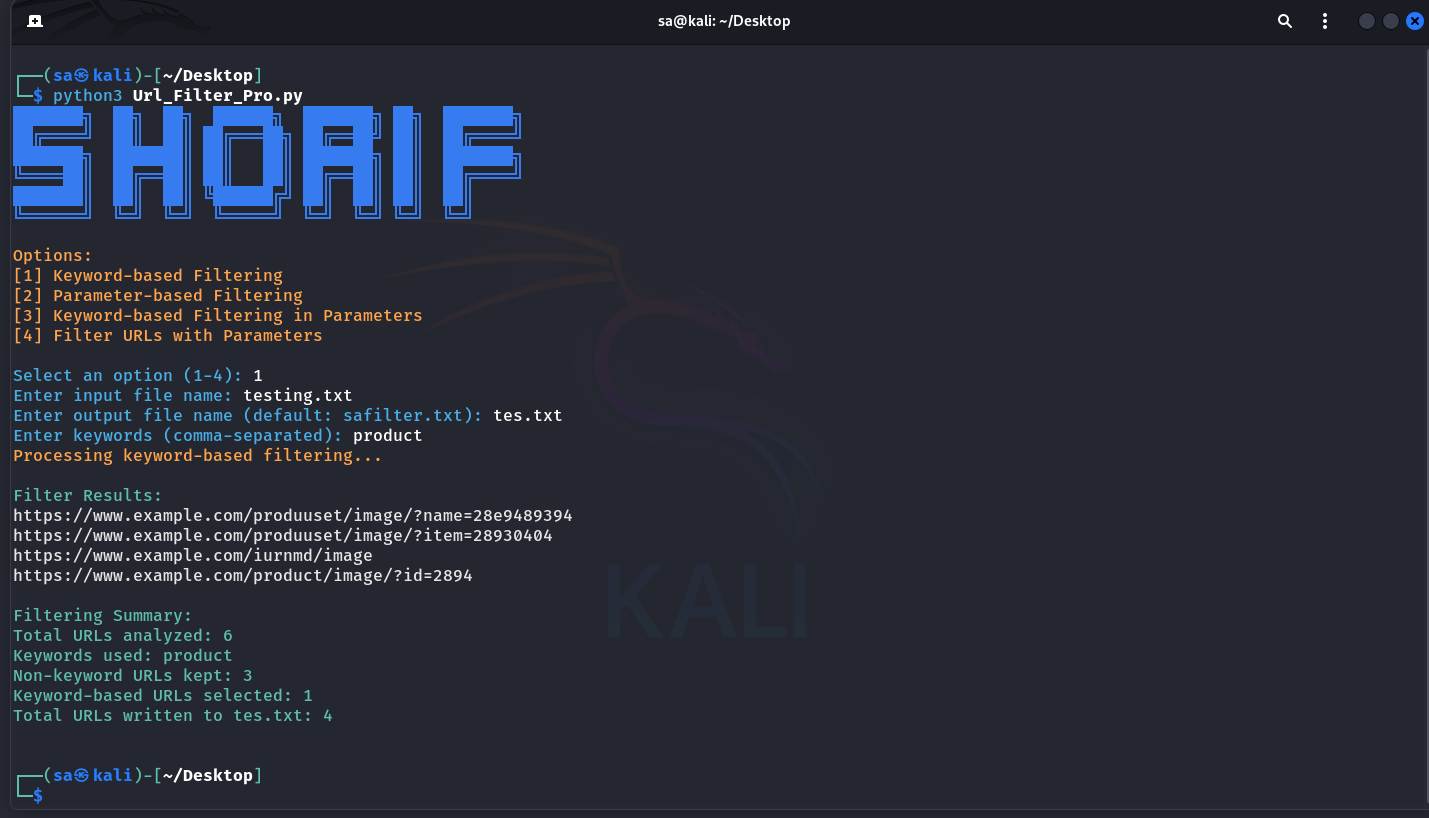 sa@kali: ~/Desktop
┌──(sa㉿kali)-[~/Desktop]
└─$ python3 Url_Filter_Pro.py
SHORIF
Options:
[1] Keyword-based Filtering
[2] Parameter-based Filtering
[3] Keyword-based Filtering in Parameters
[4] Filter URLs with Parameters
Select an option (1-4): 1
Enter input file name: testing.txt
Enter output file name (default: safilter.txt): tes.txt
Enter keywords (comma-separated): product
Processing keyword-based filtering...
Filter Results:
https://www.example.com/produuset/image/?name=28e9489394
https://www.example.com/produuset/image/?item=28930404
https://www.example.com/iurnmd/image
https://www.example.com/product/image/?id=2894
KALI
Filtering Summary:
Total URLs analyzed: 6
Keywords used: product
Non-keyword URLs kept: 3
Keyword-based URLs selected: 1
Total URLs written to tes.txt: 4
┌──(sa㉿kali)-[~/Desktop]
└─$